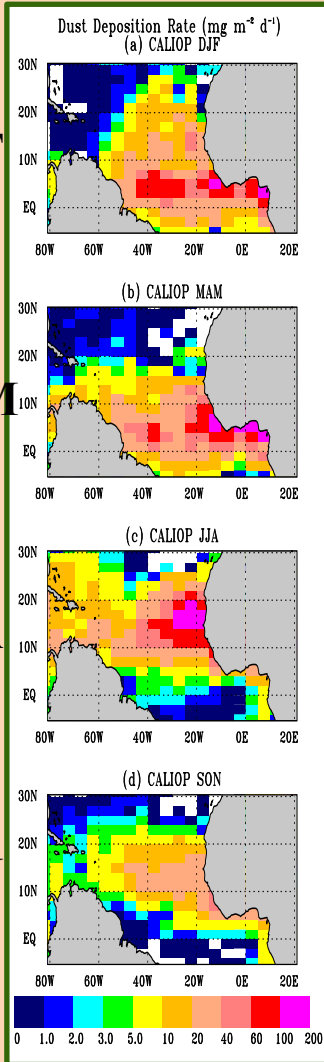 Dust Deposition Rate (mg m⁻² d⁻¹)
(a) CALIOP DJF
30N
20N
10N
EQ
80W 60W 40W 20W 0E 20E
(b) CALIOP MAM
30N
20N
10N
EQ
80W 60W 40W 20W 0E 20E
(c) CALIOP JJA
30N
20N
10N
EQ
80W 60W 40W 20W 0E 20E
(d) CALIOP SON
30N
20N
10N
EQ
80W 60W 40W 20W 0E 20E
0 1.0 2.0 3.0 5.0 10 20 40 60 100 200